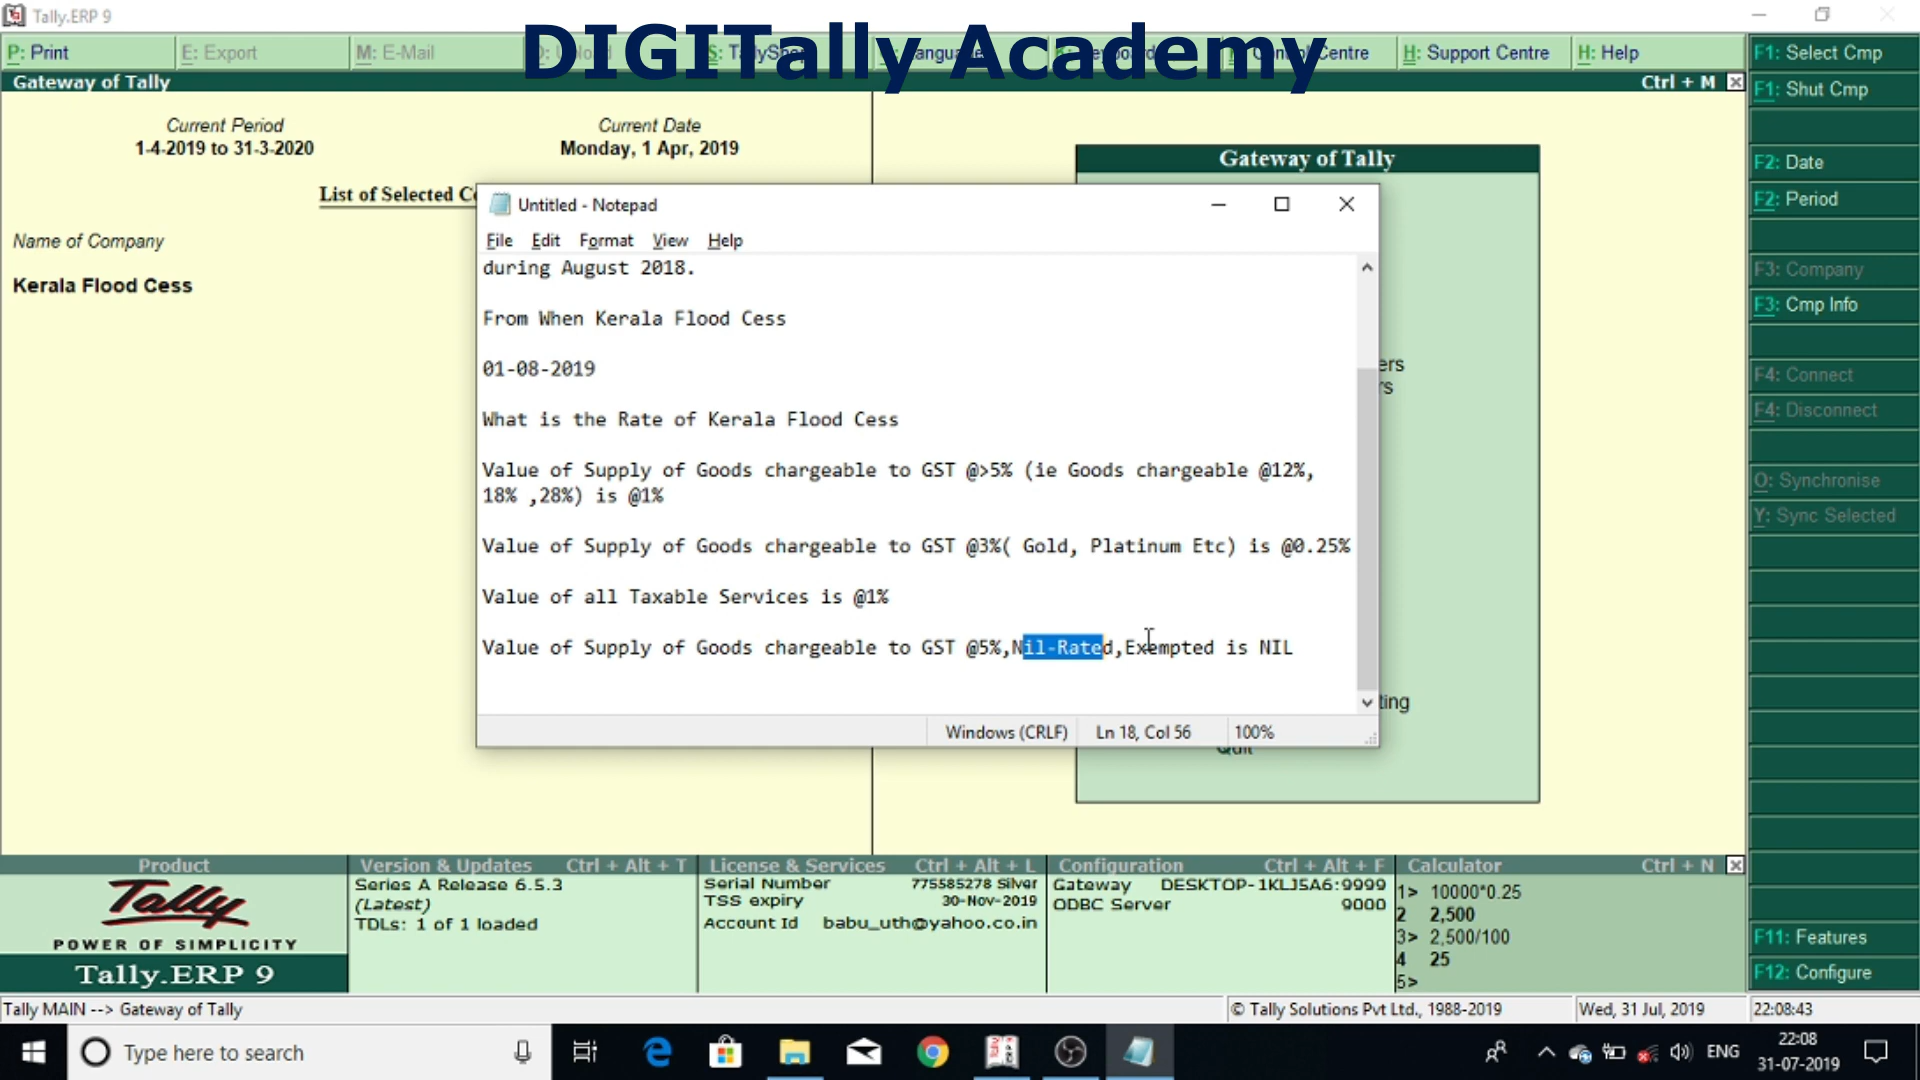 Tally.ERP 9
DIGITally Academy
P: Print
E: Export
M: E-Mail
H: Support Centre
H: Help
Gateway of Tally
Ctrl + M
Current Period
1-4-2019 to 31-3-2020
Current Date
Monday, 1 Apr, 2019
List of Selected
Name of Company
Kerala Flood Cess
Gateway of Tally
Untitled - Notepad
File Edit Format View Help
during August 2018.
From When Kerala Flood Cess
01-08-2019
What is the Rate of Kerala Flood Cess
Value of Supply of Goods chargeable to GST @>5% (ie Goods chargeable @12%,
18% ,28%) is @1%
Value of Supply of Goods chargeable to GST @3%( Gold, Platinum Etc) is @0.25%
Value of all Taxable Services is @1%
Value of Supply of Goods chargeable to GST @5%,Nil-Rated,Exempted is NIL
Windows (CRLF)
Ln 18, Col 56
100%
ers
rs
ting
Quit
F1: Select Cmp
F1: Shut Cmp
F2: Date
F2: Period
F3: Company
F3: Cmp Info
F4: Connect
F4: Disconnect
O: Synchronise
Y: Sync Selected
F11: Features
F12: Configure
Product
Tally
POWER OF SIMPLICITY
Tally.ERP 9
Version & Updates Ctrl + Alt + T
Series A Release 6.5.3
(Latest)
TDLs: 1 of 1 loaded
License & Services Ctrl + Alt + L
Serial Number 775585278 Silver
TSS expiry 30-Nov-2019
Account Id babu_uth@yahoo.co.in
Configuration Ctrl + Alt + F
Gateway DESKTOP-1KLJ5A6:9999
ODBC Server 9000
Calculator Ctrl + N
1> 10000*0.25
2 2,500
3> 2,500/100
4 25
5>
Tally MAIN --> Gateway of Tally
© Tally Solutions Pvt Ltd., 1988-2019
Wed, 31 Jul, 2019
22:08:43
Type here to search
ENG
22:08
31-07-2019